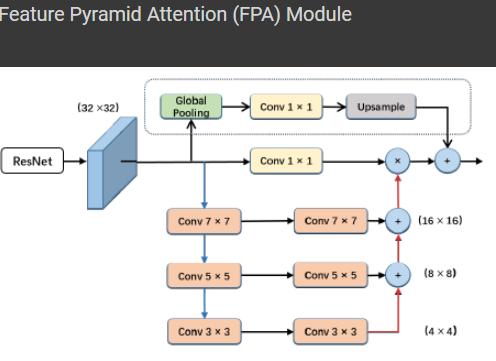 Feature Pyramid Attention (FPA) Module
(32 ×32)
Global
Pooling
Conv 1 × 1
Upsample
ResNet
Conv 1 × 1
×
+
Conv 7 × 7
Conv 7 × 7
+
(16 × 16)
Conv 5 × 5
Conv 5 × 5
+
(8 × 8)
Conv 3 × 3
Conv 3 × 3
(4 × 4)